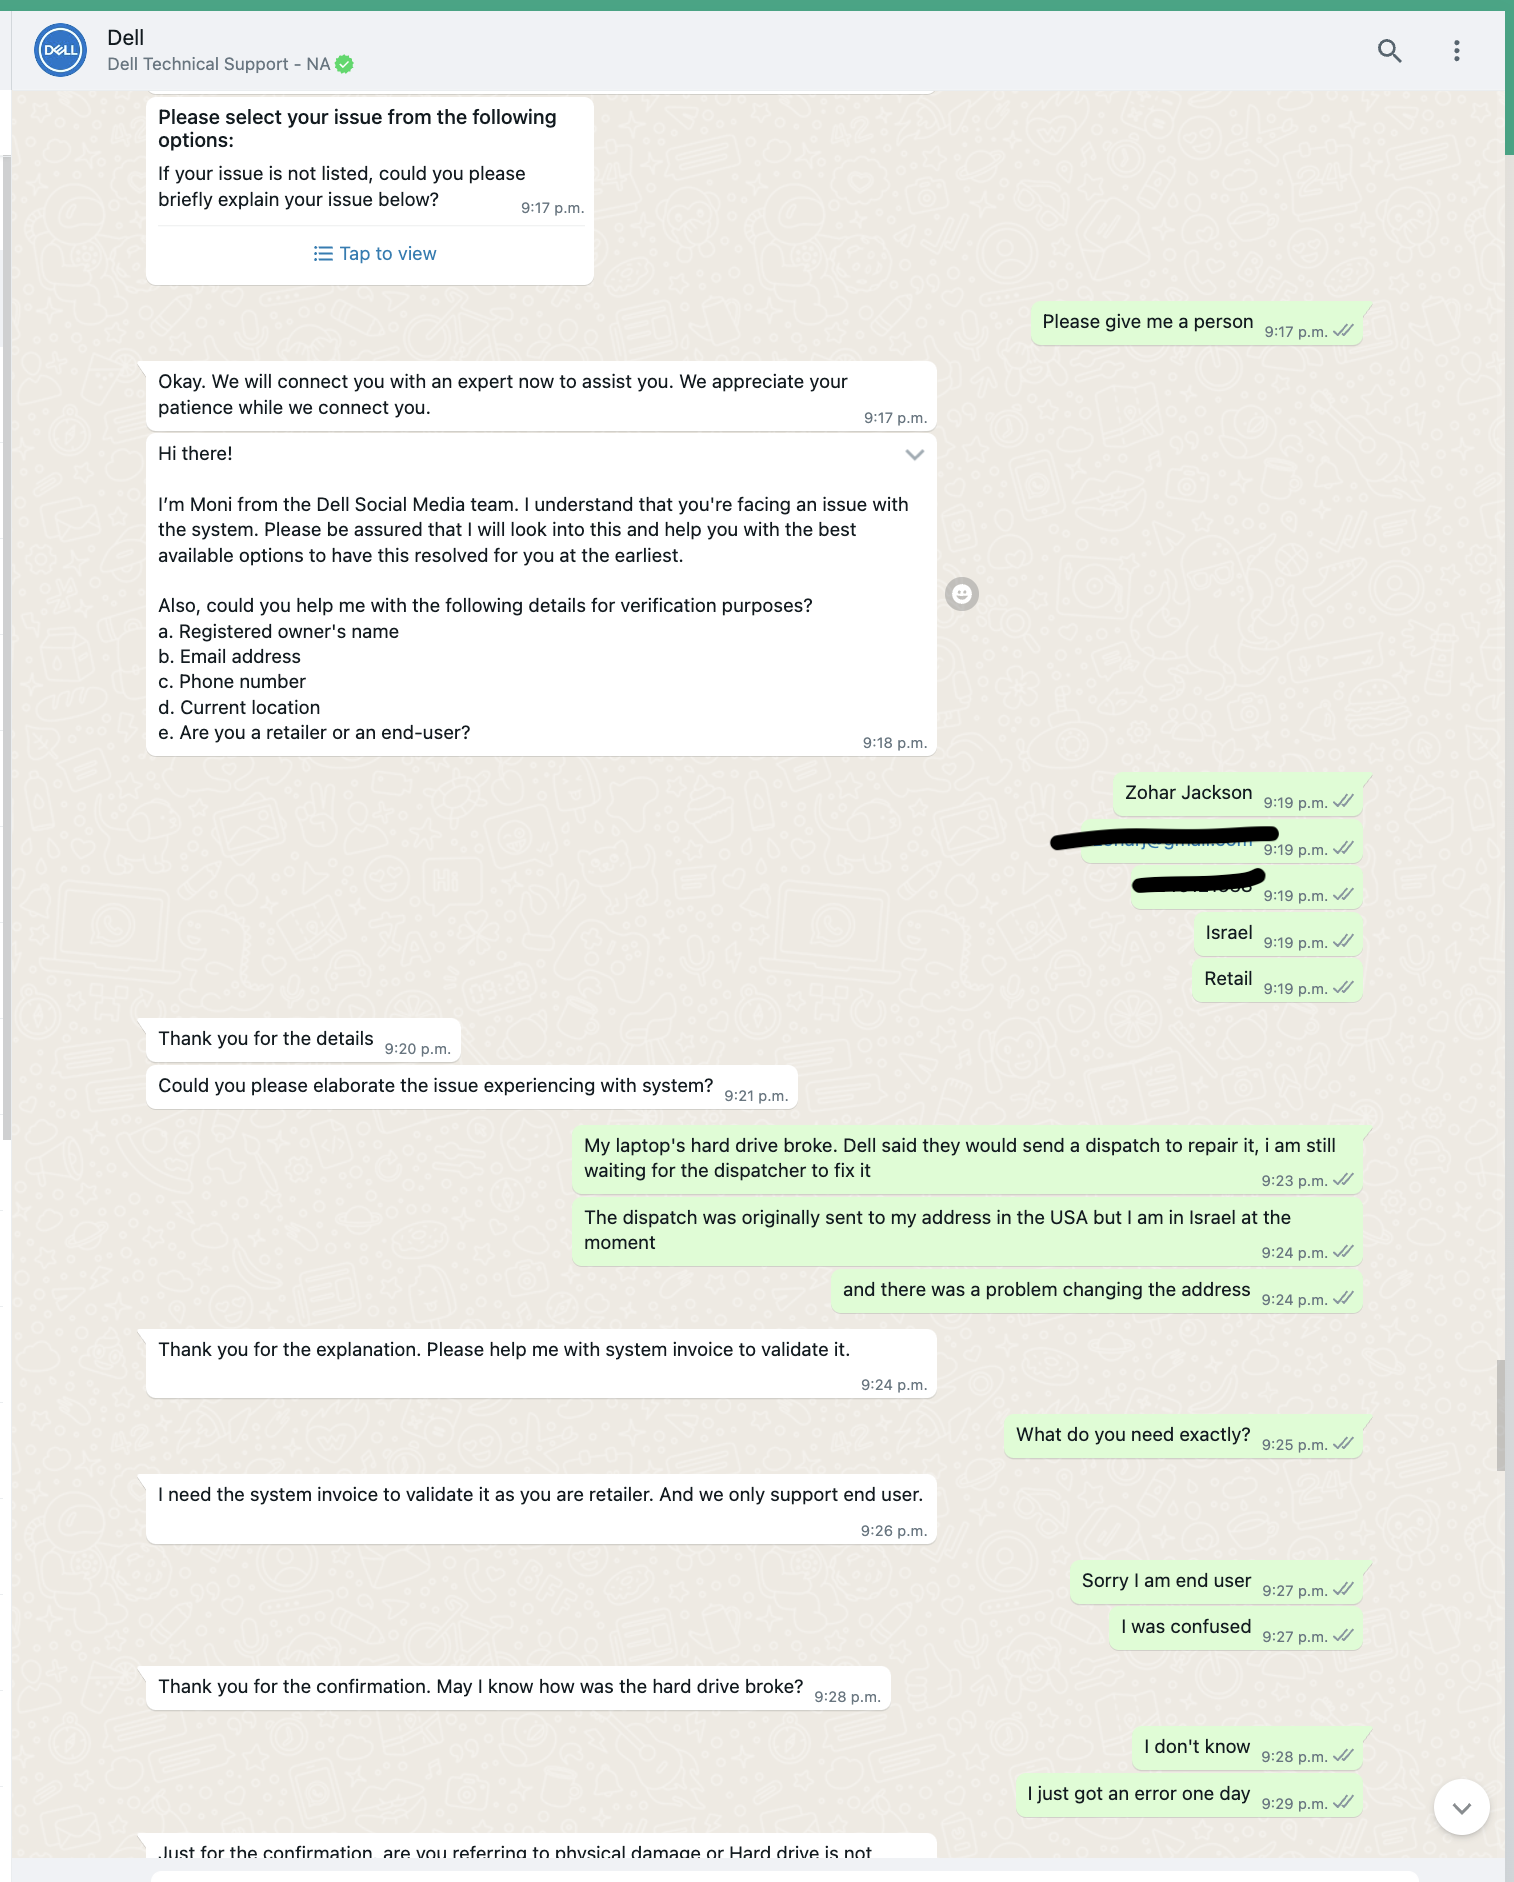 DELL
Dell
Dell Technical Support - NA
Please select your issue from the following
options:
If your issue is not listed, could you please
briefly explain your issue below?
9:17 p.m.
Tap to view
Please give me a person
9:17 p.m.
Okay. We will connect you with an expert now to assist you. We appreciate your
patience while we connect you.
9:17 p.m.
Hi there!
I'm Moni from the Dell Social Media team. I understand that you're facing an issue with
the system. Please be assured that I will look into this and help you with the best
available options to have this resolved for you at the earliest.
Also, could you help me with the following details for verification purposes?
a. Registered owner's name
b. Email address
c. Phone number
d. Current location
e. Are you a retailer or an end-user?
9:18 p.m.
Zohar Jackson
9:19 p.m.
9:19 p.m.
9:19 p.m.
Israel
9:19 p.m.
Retail
9:19 p.m.
Thank you for the details
9:20 p.m.
Could you please elaborate the issue experiencing with system?
9:21 p.m.
My laptop's hard drive broke. Dell said they would send a dispatch to repair it, i am still
waiting for the dispatcher to fix it
9:23 p.m.
The dispatch was originally sent to my address in the USA but I am in Israel at the
moment
9:24 p.m.
and there was a problem changing the address
9:24 p.m.
Thank you for the explanation. Please help me with system invoice to validate it.
9:24 p.m.
What do you need exactly?
9:25 p.m.
I need the system invoice to validate it as you are retailer. And we only support end user.
9:26 p.m.
Sorry I am end user
9:27 p.m.
I was confused
9:27 p.m.
Thank you for the confirmation. May I know how was the hard drive broke?
9:28 p.m.
I don't know
9:28 p.m.
I just got an error one day
9:29 p.m.
Just for the confirmation, are you referring to physical damage or Hard drive is not